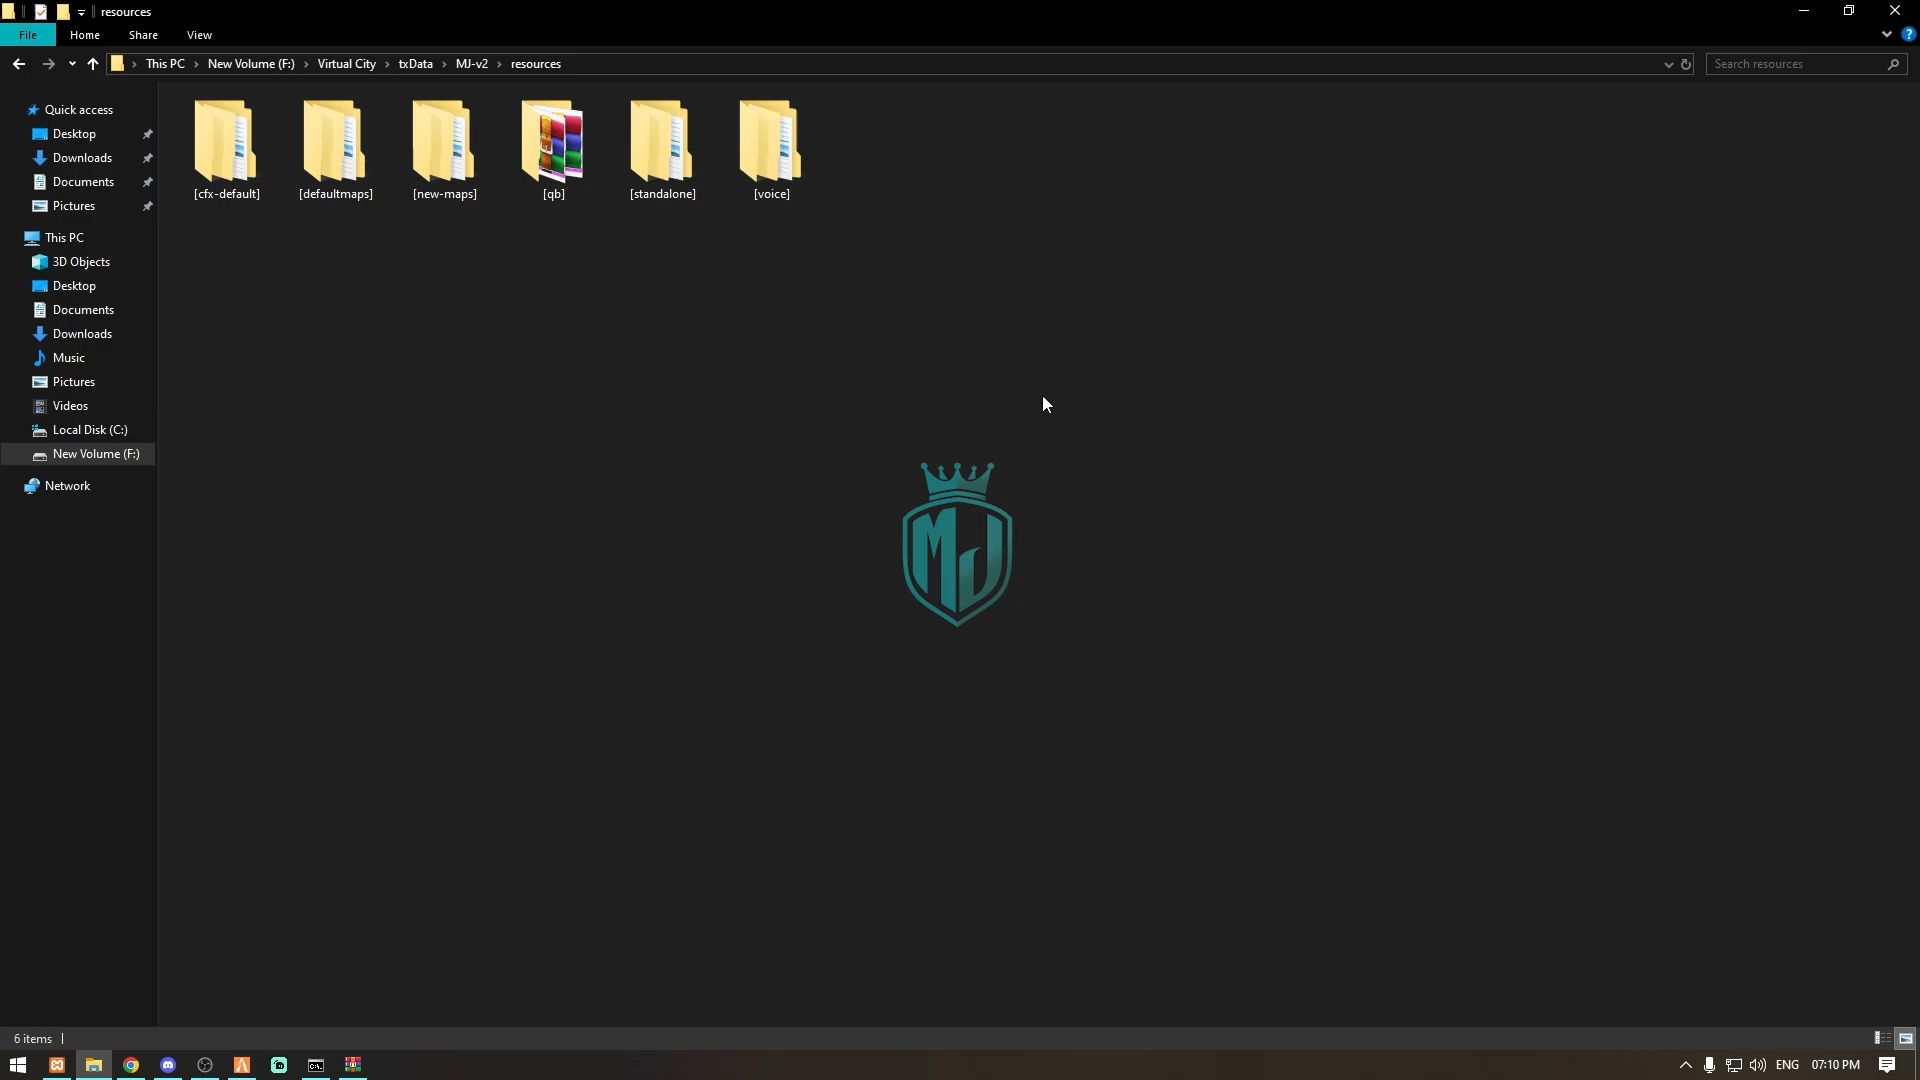 resources
File Home Share View
This PC New Volume (F:) Virtual City txData MJ-v2 resources
Search resources
Quick access
Desktop
Downloads
Documents
Pictures
This PC
3D Objects
Desktop
Documents
Downloads
Music
Pictures
Videos
Local Disk (C:)
New Volume (F:)
Network
[cfx-default] [defaultmaps] [new-maps] [qb] [standalone] [voice]
MJ
6 items
ENG 07:10 PM